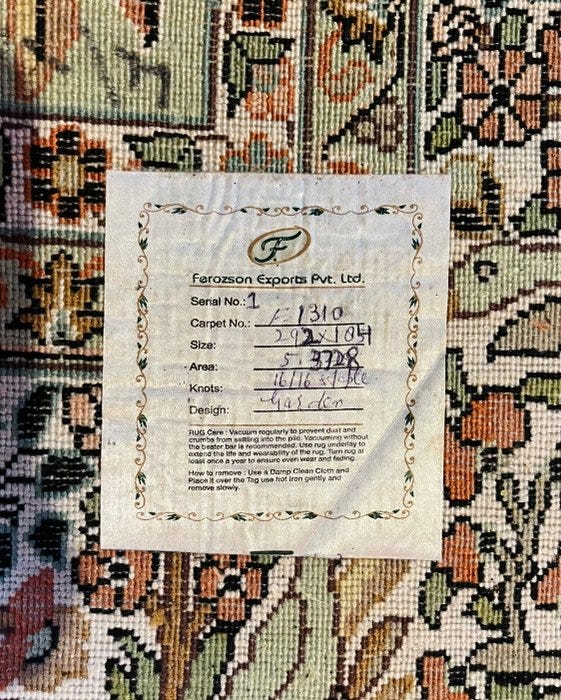 F
Ferozson Exports Pvt. Ltd.
Serial No.: 1
Carpet No.: 1310
Size: 292x184
Area: 5.3728
Knots: 16/16 staple
Design: Garden
RUG Care : Vacuum regularly to prevent dust and
crumbs from settling into the pile. Vacuuming without
the beater bar is recommended. Use rug underlay to
extend the life and wearability of the rug. Turn rug at
least once a year to ensure even wear and fading.
How to remove : Use a Damp Clean Cloth and
Place it over the Tag use hot iron gently and
remove slowly.